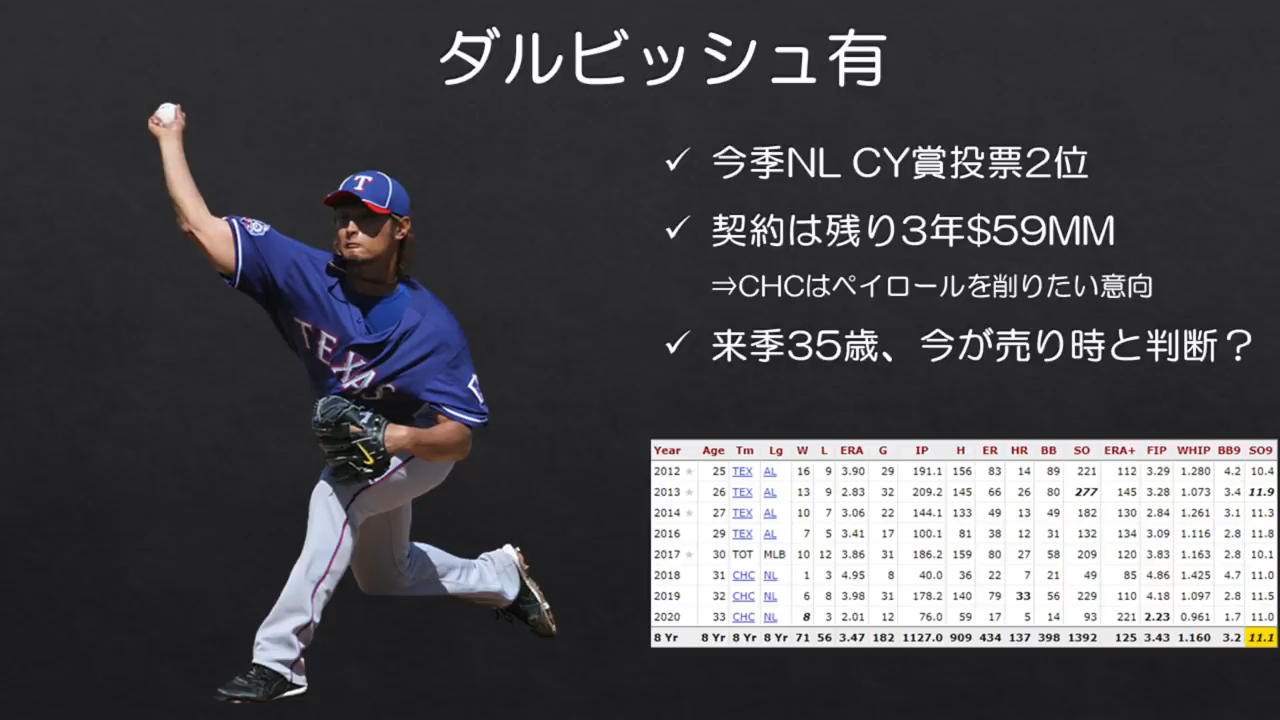 ダルビッシュ有
✓ 今季NL CY賞投票2位
✓ 契約は残り3年$59MM
⇒CHCはペイロールを削りたい意向
✓ 来季35歳、今が売り時と判断？
T
TEXAS
Year Age Tm Lg W L ERA G IP H ER HR BB SO ERA+ FIP WHIP BB9 SO9
2012 ★ 25 TEX AL 16 9 3.90 29 191.1 156 83 14 89 221 112 3.29 1.280 4.2 10.4
2013 ★ 26 TEX AL 13 9 2.83 32 209.2 145 66 26 80 277 145 3.28 1.073 3.4 11.9
2014 ★ 27 TEX AL 10 7 3.06 22 144.1 133 49 13 49 182 130 2.84 1.261 3.1 11.3
2016 29 TEX AL 7 5 3.41 17 100.1 81 38 12 31 132 134 3.09 1.116 2.8 11.8
2017 ★ 30 TOT MLB 10 12 3.86 31 186.2 159 80 27 58 209 120 3.83 1.163 2.8 10.1
2018 31 CHC NL 1 3 4.95 8 40.0 36 22 7 21 49 85 4.86 1.425 4.7 11.0
2019 32 CHC NL 6 8 3.98 31 178.2 140 79 33 56 229 110 4.18 1.097 2.8 11.5
2020 33 CHC NL 8 3 2.01 12 76.0 59 17 5 14 93 221 2.23 0.961 1.7 11.0
8 Yr 8 Yr 8 Yr 8 Yr 71 56 3.47 182 1127.0 909 434 137 398 1392 125 3.43 1.160 3.2 11.1